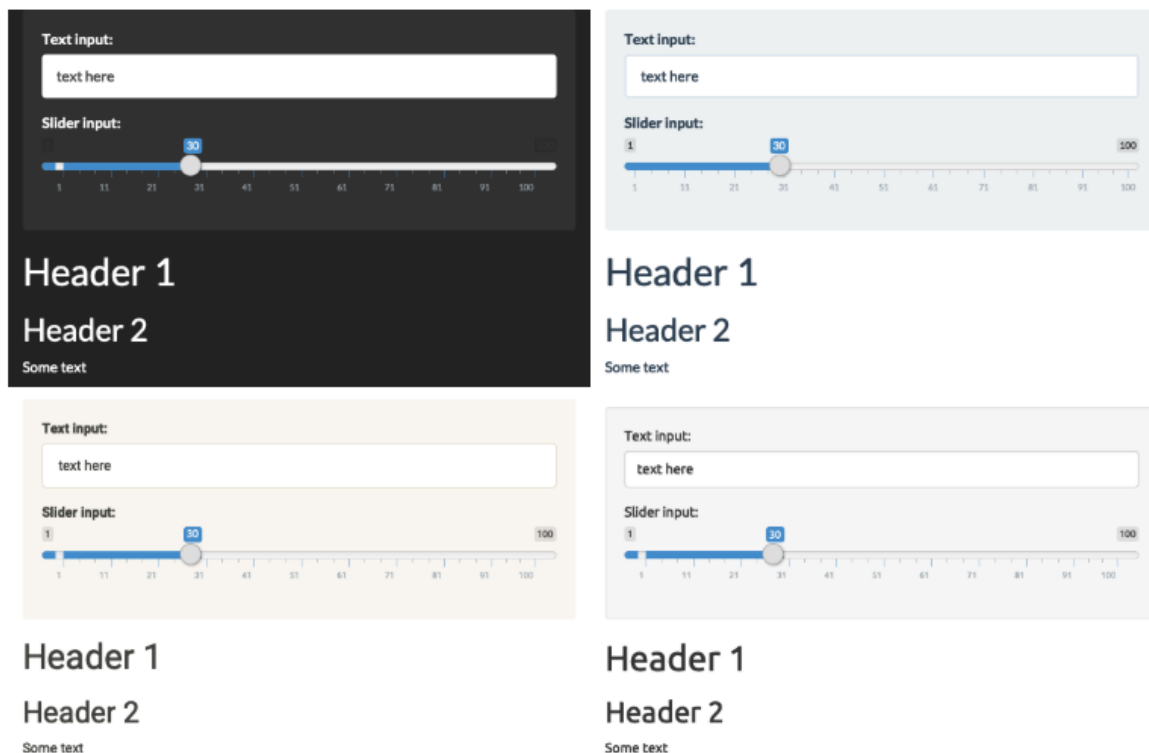 Text input:
text here
Slider input:
30
1 11 21 31 41 51 61 71 81 91 100
Header 1
Header 2
Some text
Text input:
text here
Slider input:
1 30 100
1 11 21 31 41 51 61 71 81 91 100
Header 1
Header 2
Some text
Text input:
text here
Slider input:
1 30 100
1 11 21 31 41 51 61 71 81 91 100
Header 1
Header 2
Some text
Text input:
text here
Slider input:
1 30 100
1 11 21 31 41 51 61 71 81 91 100
Header 1
Header 2
Some text